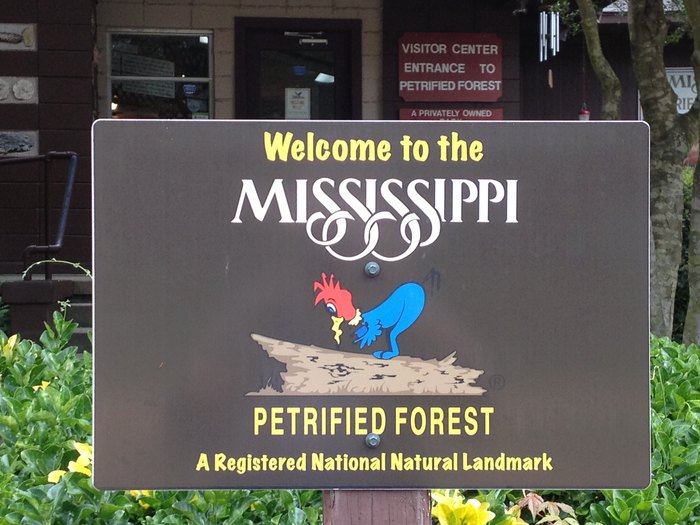 VISITOR CENTER
ENTRANCE TO
PETRIFIED FOREST
A PRIVATELY OWNED
Welcome to the
MISSISSIPPI
PETRIFIED FOREST
A Registered National Natural Landmark